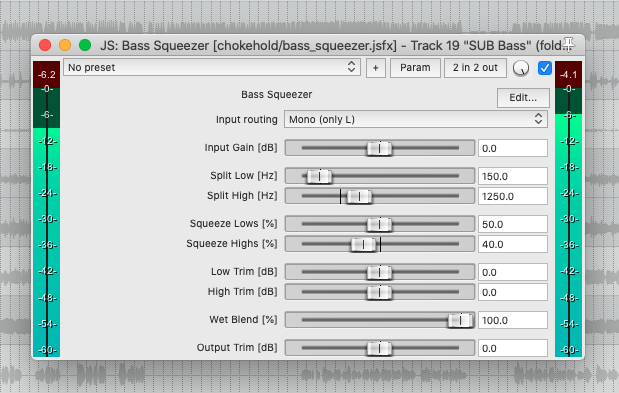 JS: Bass Squeezer [chokehold/bass_squeezer.jsfx] - Track 19 "SUB Bass" (fold...
-6.2 No preset + Param 2 in 2 out -4.1
-0- -0-
Bass Squeezer Edit...
-6- -6-
Input routing Mono (only L)
-12- Input Gain [dB] 0.0 -12-
-18- Split Low [Hz] 150.0 -18-
-24- Split High [Hz] 1250.0 -24-
-30- Squeeze Lows [%] 50.0 -30-
-36- Squeeze Highs [%] 40.0 -36-
-42- Low Trim [dB] 0.0 -42-
-48- High Trim [dB] 0.0 -48-
-54- Wet Blend [%] 100.0 -54-
-60- Output Trim [dB] 0.0 -60-